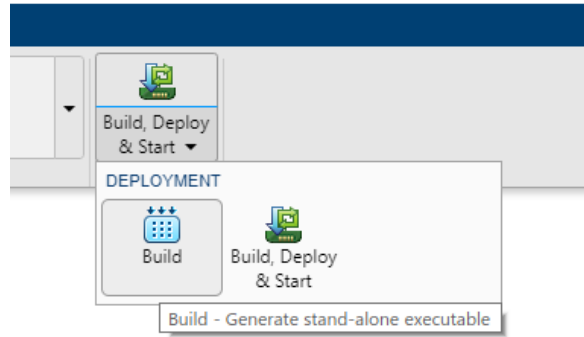 Build, Deploy
& Start
DEPLOYMENT
Build
Build, Deploy
& Start
Build - Generate stand-alone executable